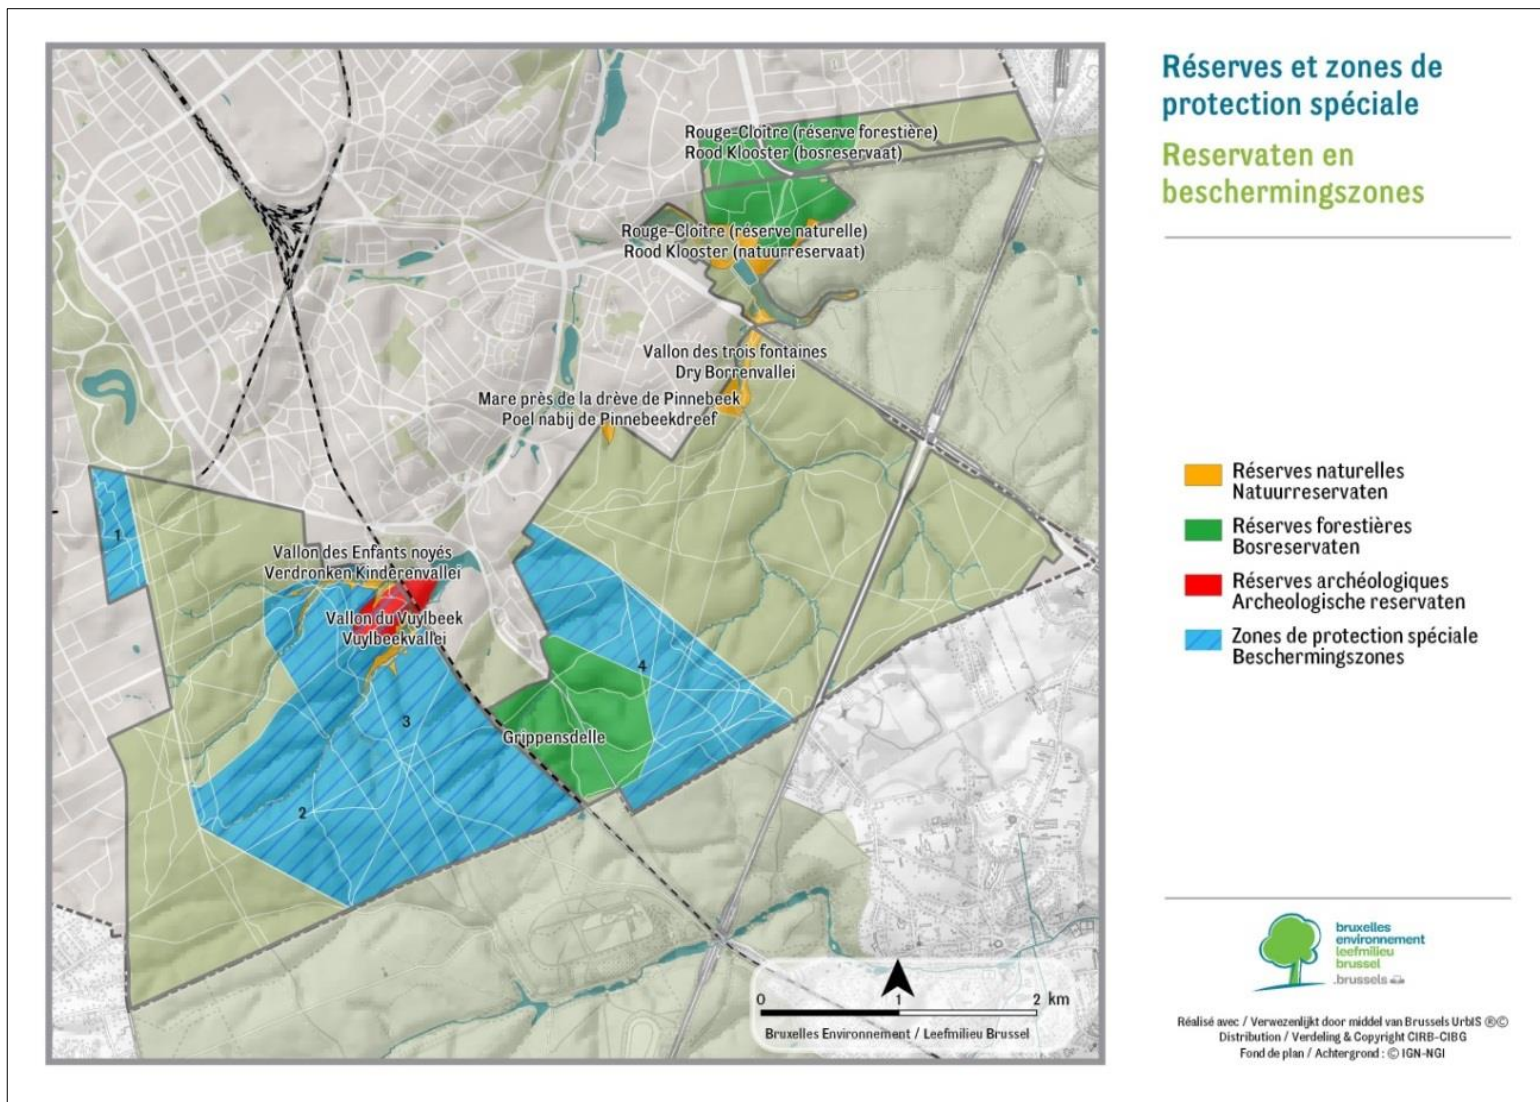 Réserves et zones de
protection spéciale
Reservaten en
beschermingszones
Rouge-Cloître (réserve forestière)
Rood Klooster (bosreservaat)
Rouge-Cloître (réserve naturelle)
Rood Klooster (natuurreservaat)
Vallon des trois fontaines
Dry Borrenvallei
Mare près de la drève de Pinnebeek
Poel nabij de Pinnebeekdreef
1
Vallon des Enfants noyés
Verdronken Kinderenvallei
Vallon du Vuylbeek
Vuylbeekvallei
4
3
Grippensdelle
2
Réserves naturelles
Natuurreservaten
Réserves forestières
Bosreservaten
Réserves archéologiques
Archeologische reservaten
Zones de protection spéciale
Beschermingszones
0 1 2 km
Bruxelles Environnement / Leefmilieu Brussel
bruxelles
environnement
leefmilieu
brussel
.brussels
Réalisé avec / Verwezenlijkt door middel van Brussels UrbIS ®©
Distribution / Verdeling & Copyright CIRB-CIBG
Fond de plan / Achtergrond : © IGN-NGI